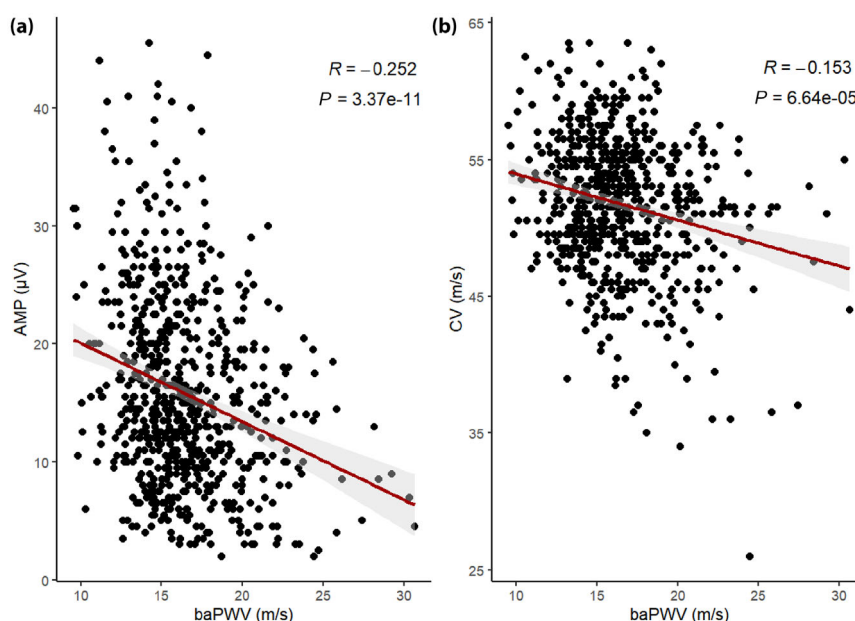 (a)
R = −0.252
P = 3.37e-11
AMP (µV)
40
30
20
10
0
10 15 20 25 30
baPWV (m/s)
(b)
R = −0.153
P = 6.64e-05
CV (m/s)
65
55
45
35
25
10 15 20 25 30
baPWV (m/s)